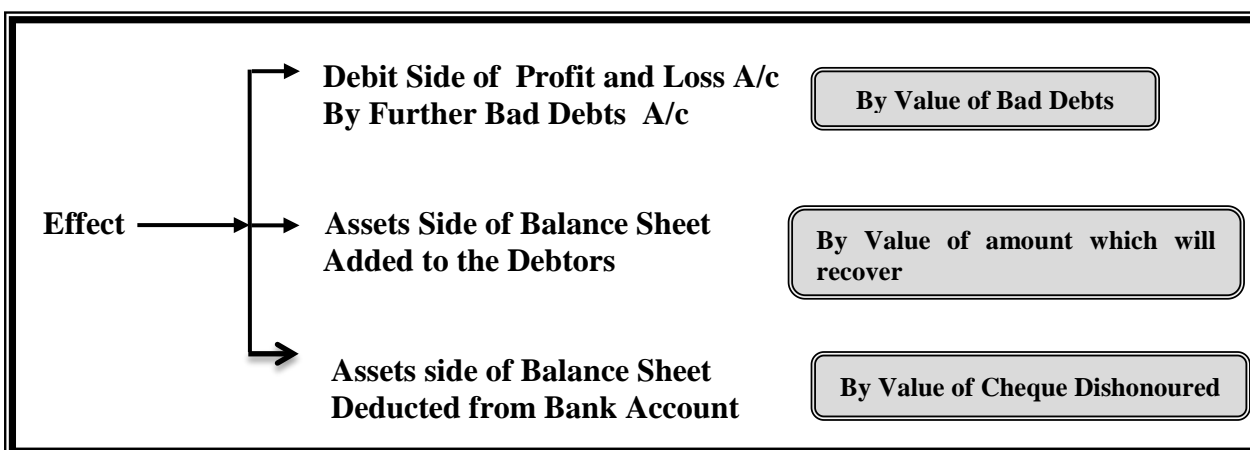 Debit Side of Profit and Loss A/c
By Further Bad Debts A/c
By Value of Bad Debts
Effect
Assets Side of Balance Sheet
Added to the Debtors
By Value of amount which will
recover
Assets side of Balance Sheet
Deducted from Bank Account
By Value of Cheque Dishonoured